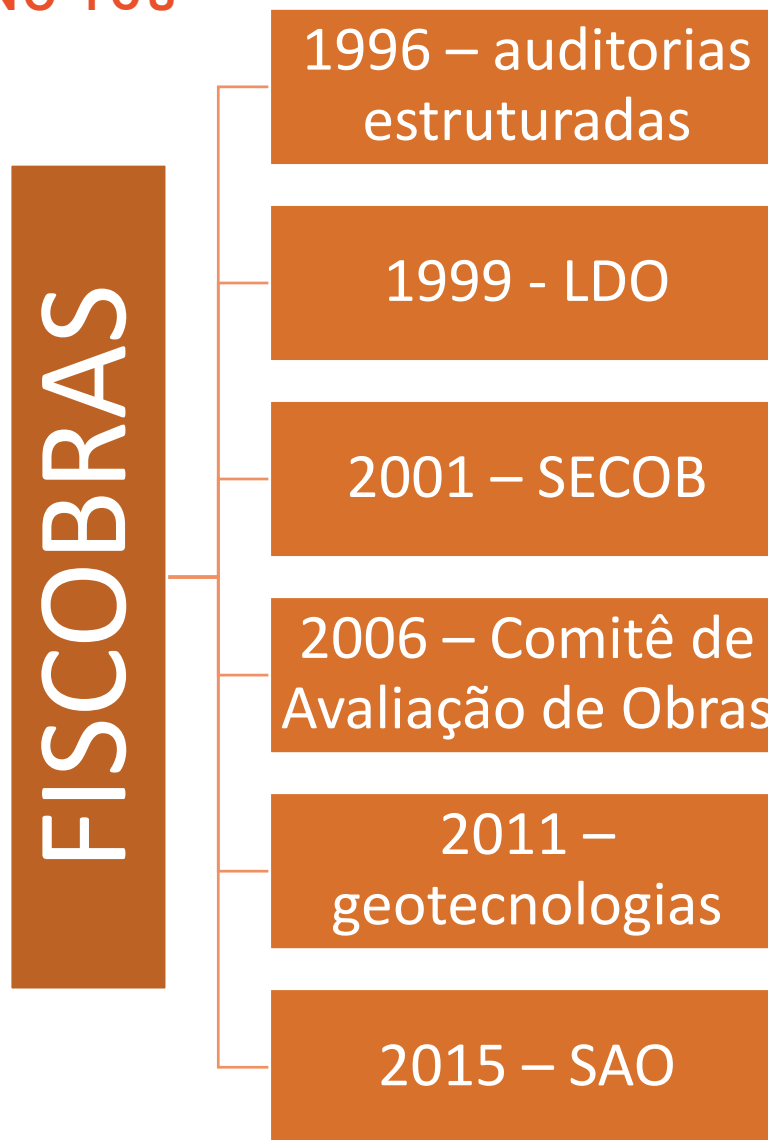 FISCOBRAS
1996 – auditorias
estruturadas
1999 - LDO
2001 – SECOB
2006 – Comitê de
Avaliação de Obras
2011 –
geotecnologias
2015 – SAO